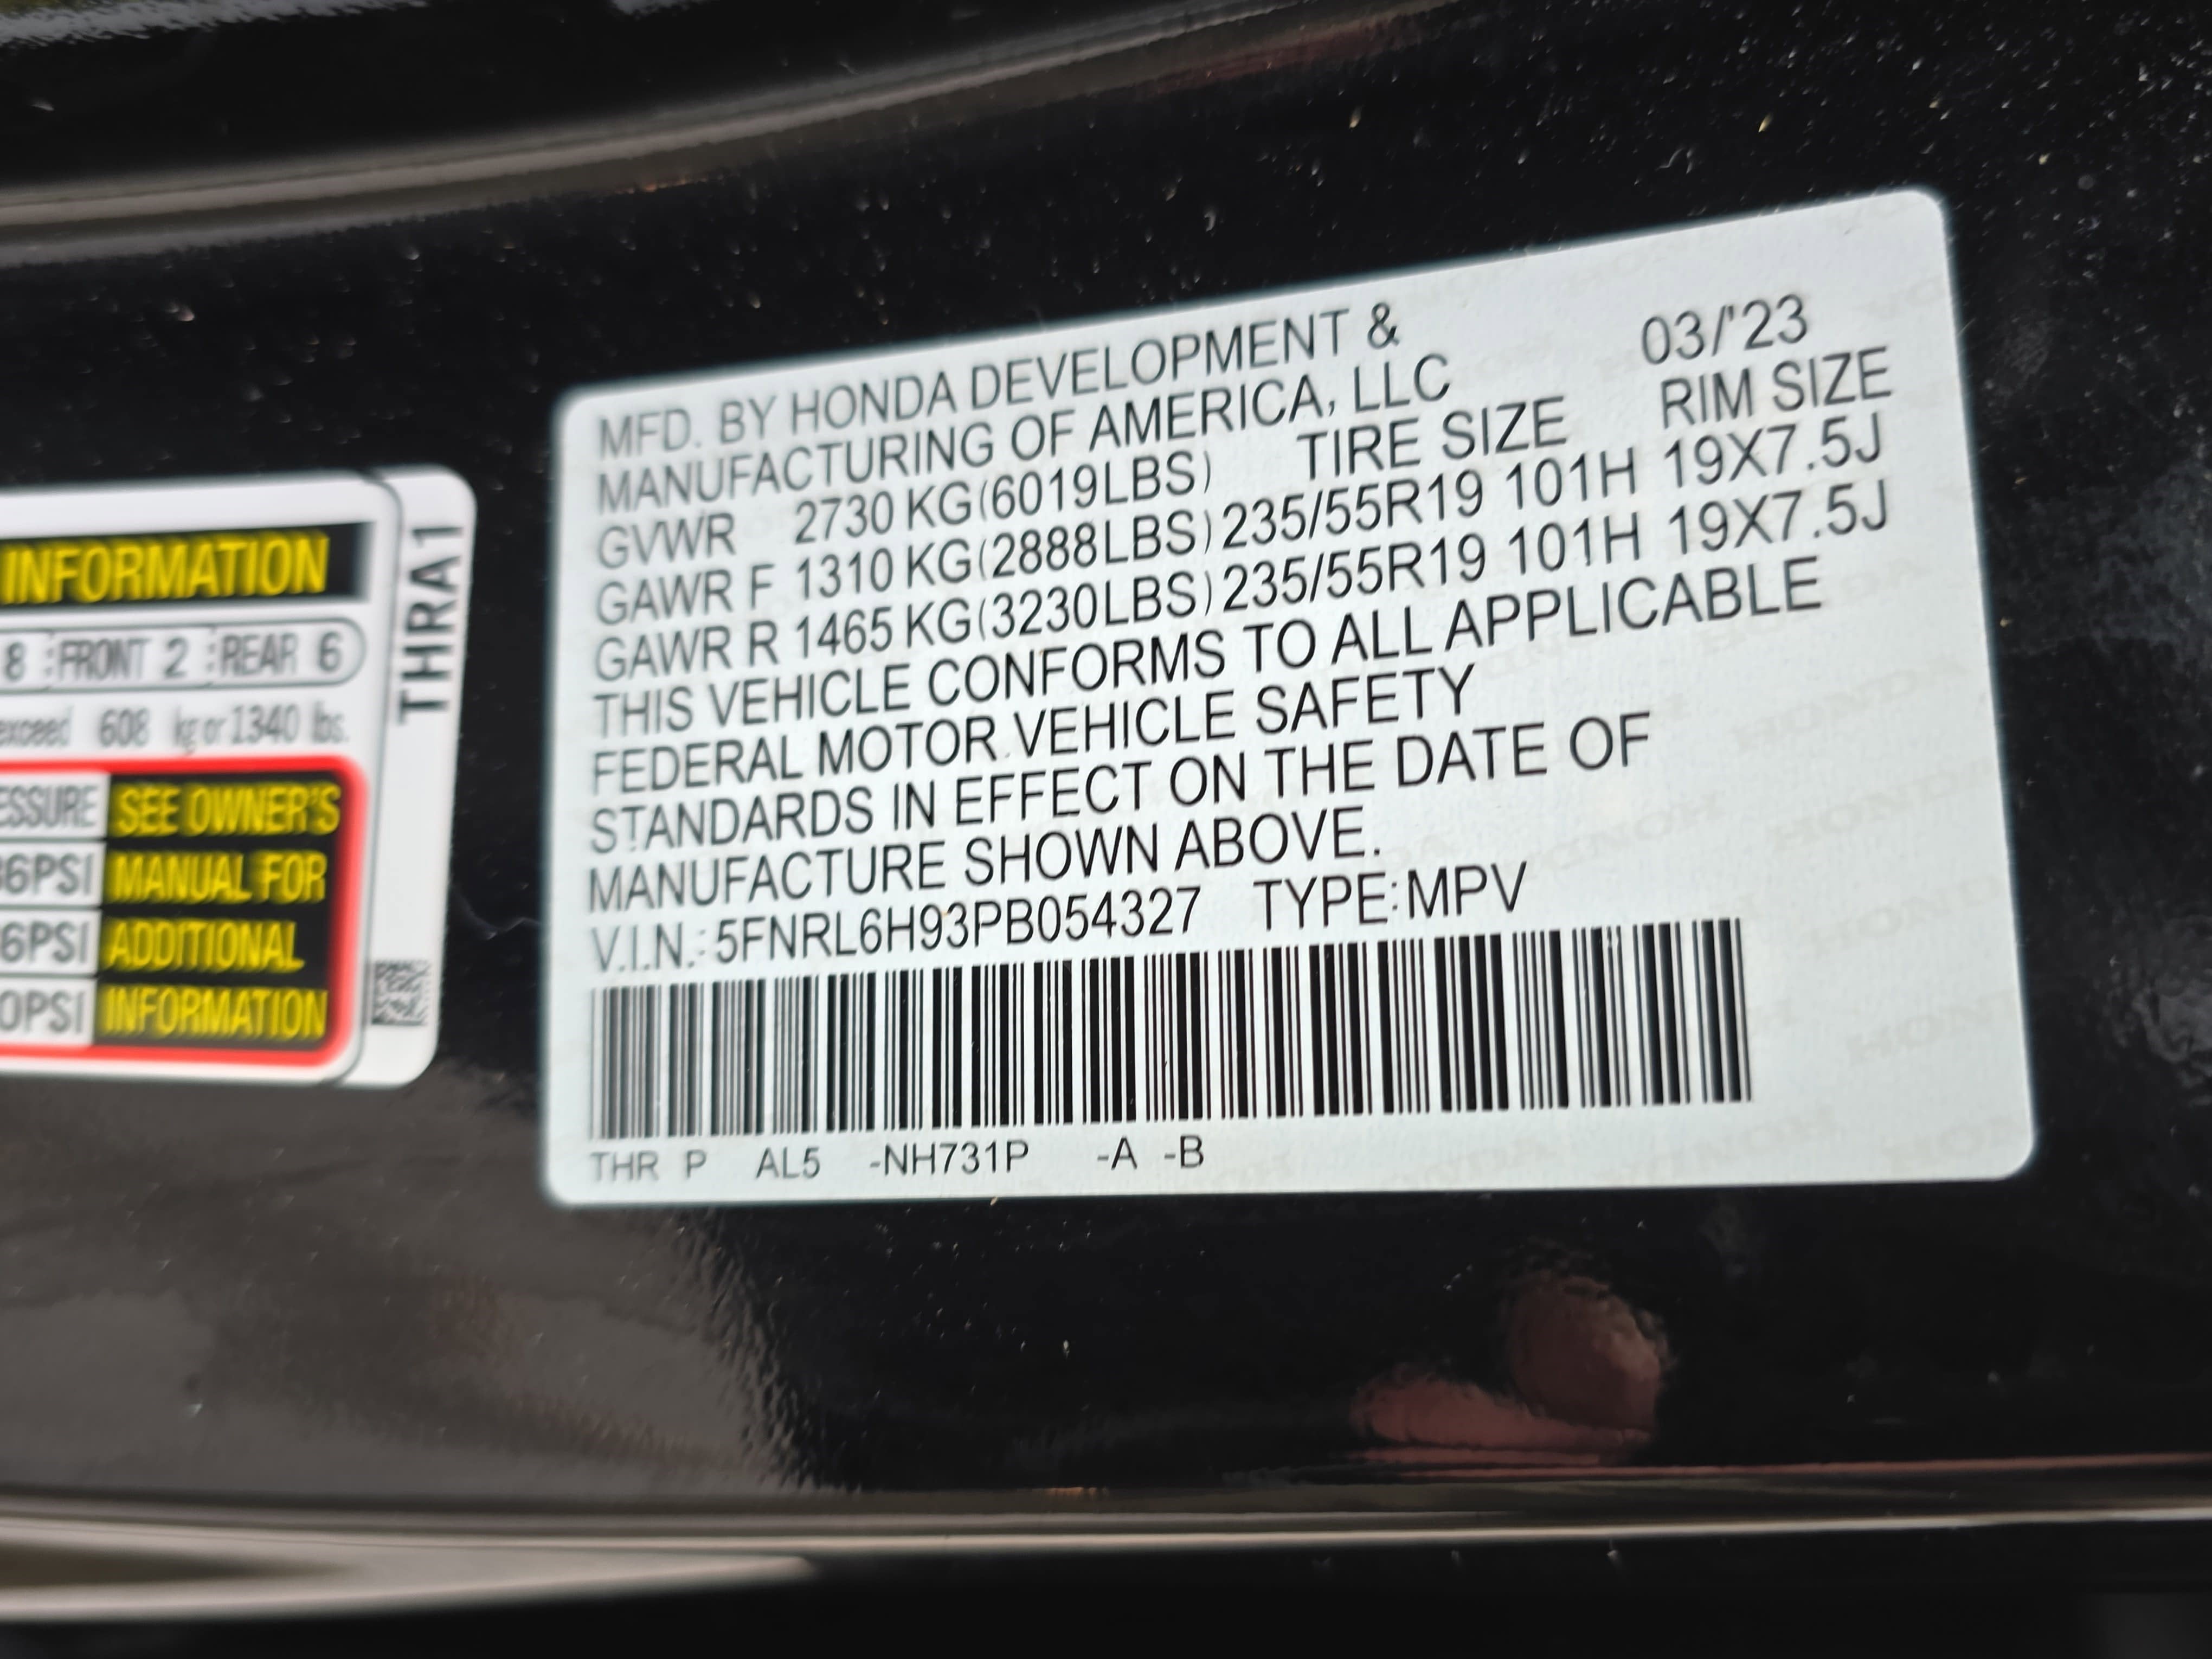 INFORMATION
8 FRONT 2 REAR 6
exceed 608 kg or 1340 lbs.
SEE OWNER'S
6PSI MANUAL FOR
6PSI ADDITIONAL
0PSI INFORMATION
THRA1
MFD. BY HONDA DEVELOPMENT &
MANUFACTURING OF AMERICA, LLC 03/'23
GVWR 2730 KG(6019LBS) TIRE SIZE RIM SIZE
GAWR F 1310 KG(2888LBS) 235/55R19 101H 19X7.5J
GAWR R 1465 KG(3230LBS) 235/55R19 101H 19X7.5J
THIS VEHICLE CONFORMS TO ALL APPLICABLE
FEDERAL MOTOR VEHICLE SAFETY
STANDARDS IN EFFECT ON THE DATE OF
MANUFACTURE SHOWN ABOVE.
V.I.N.: 5FNRL6H93PB054327 TYPE: MPV
THR P AL5 -NH731P -A -B